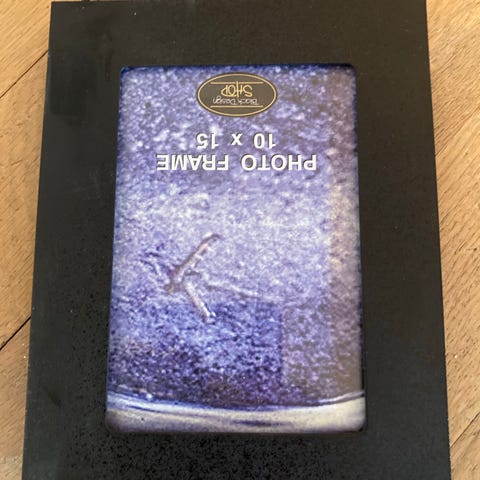 PHOTO FRAME
10 x 15
Black Design
SHOP